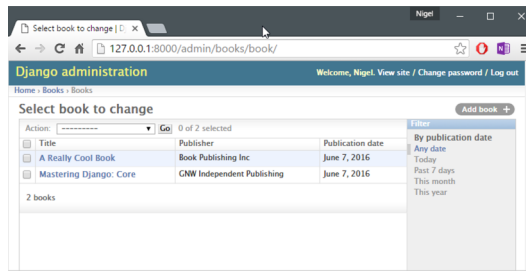 Nigel
Select book to change | D
127.0.0.1:8000/admin/books/book/
Django administration
Welcome, Nigel. View site / Change password / Log out
Home › Books › Books
Select book to change
Add book +
Action: --------- Go 0 of 2 selected
Title Publisher Publication date
A Really Cool Book Book Publishing Inc June 7, 2016
Mastering Django: Core GNW Independent Publishing June 7, 2016
2 books
Filter
By publication date
Any date
Today
Past 7 days
This month
This year